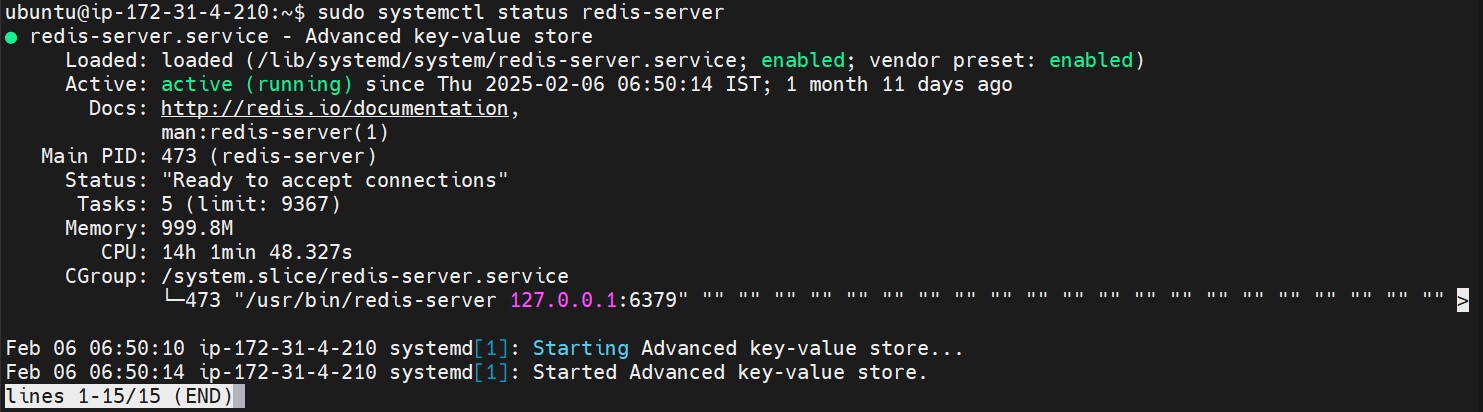 ubuntu@ip-172-31-4-210:~$ sudo systemctl status redis-server
● redis-server.service - Advanced key-value store
     Loaded: loaded (/lib/systemd/system/redis-server.service; enabled; vendor preset: enabled)
     Active: active (running) since Thu 2025-02-06 06:50:14 IST; 1 month 11 days ago
       Docs: http://redis.io/documentation,
             man:redis-server(1)
   Main PID: 473 (redis-server)
     Status: "Ready to accept connections"
      Tasks: 5 (limit: 9367)
     Memory: 999.8M
        CPU: 14h 1min 48.327s
     CGroup: /system.slice/redis-server.service
             └─473 "/usr/bin/redis-server 127.0.0.1:6379" "" "" "" "" "" "" "" "" "" "" "" "" "" "" "" "" "" "" "" "" "" >

Feb 06 06:50:10 ip-172-31-4-210 systemd[1]: Starting Advanced key-value store...
Feb 06 06:50:14 ip-172-31-4-210 systemd[1]: Started Advanced key-value store.
lines 1-15/15 (END)